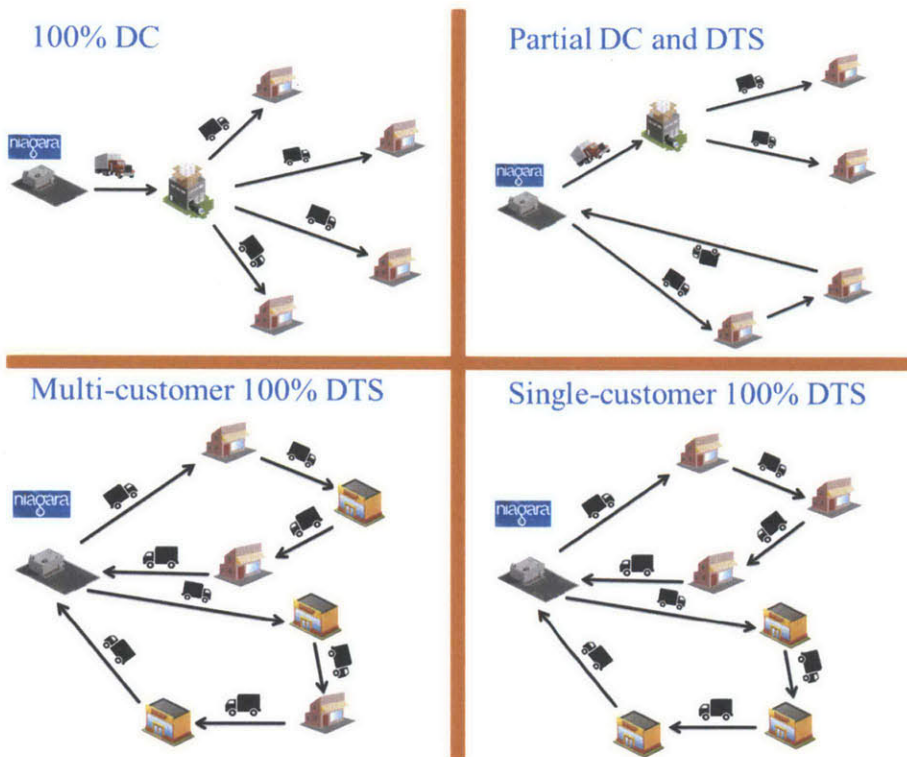 100% DC
niagara
Partial DC and DTS
niagara
Multi-customer 100% DTS
niagara
Single-customer 100% DTS
niagara